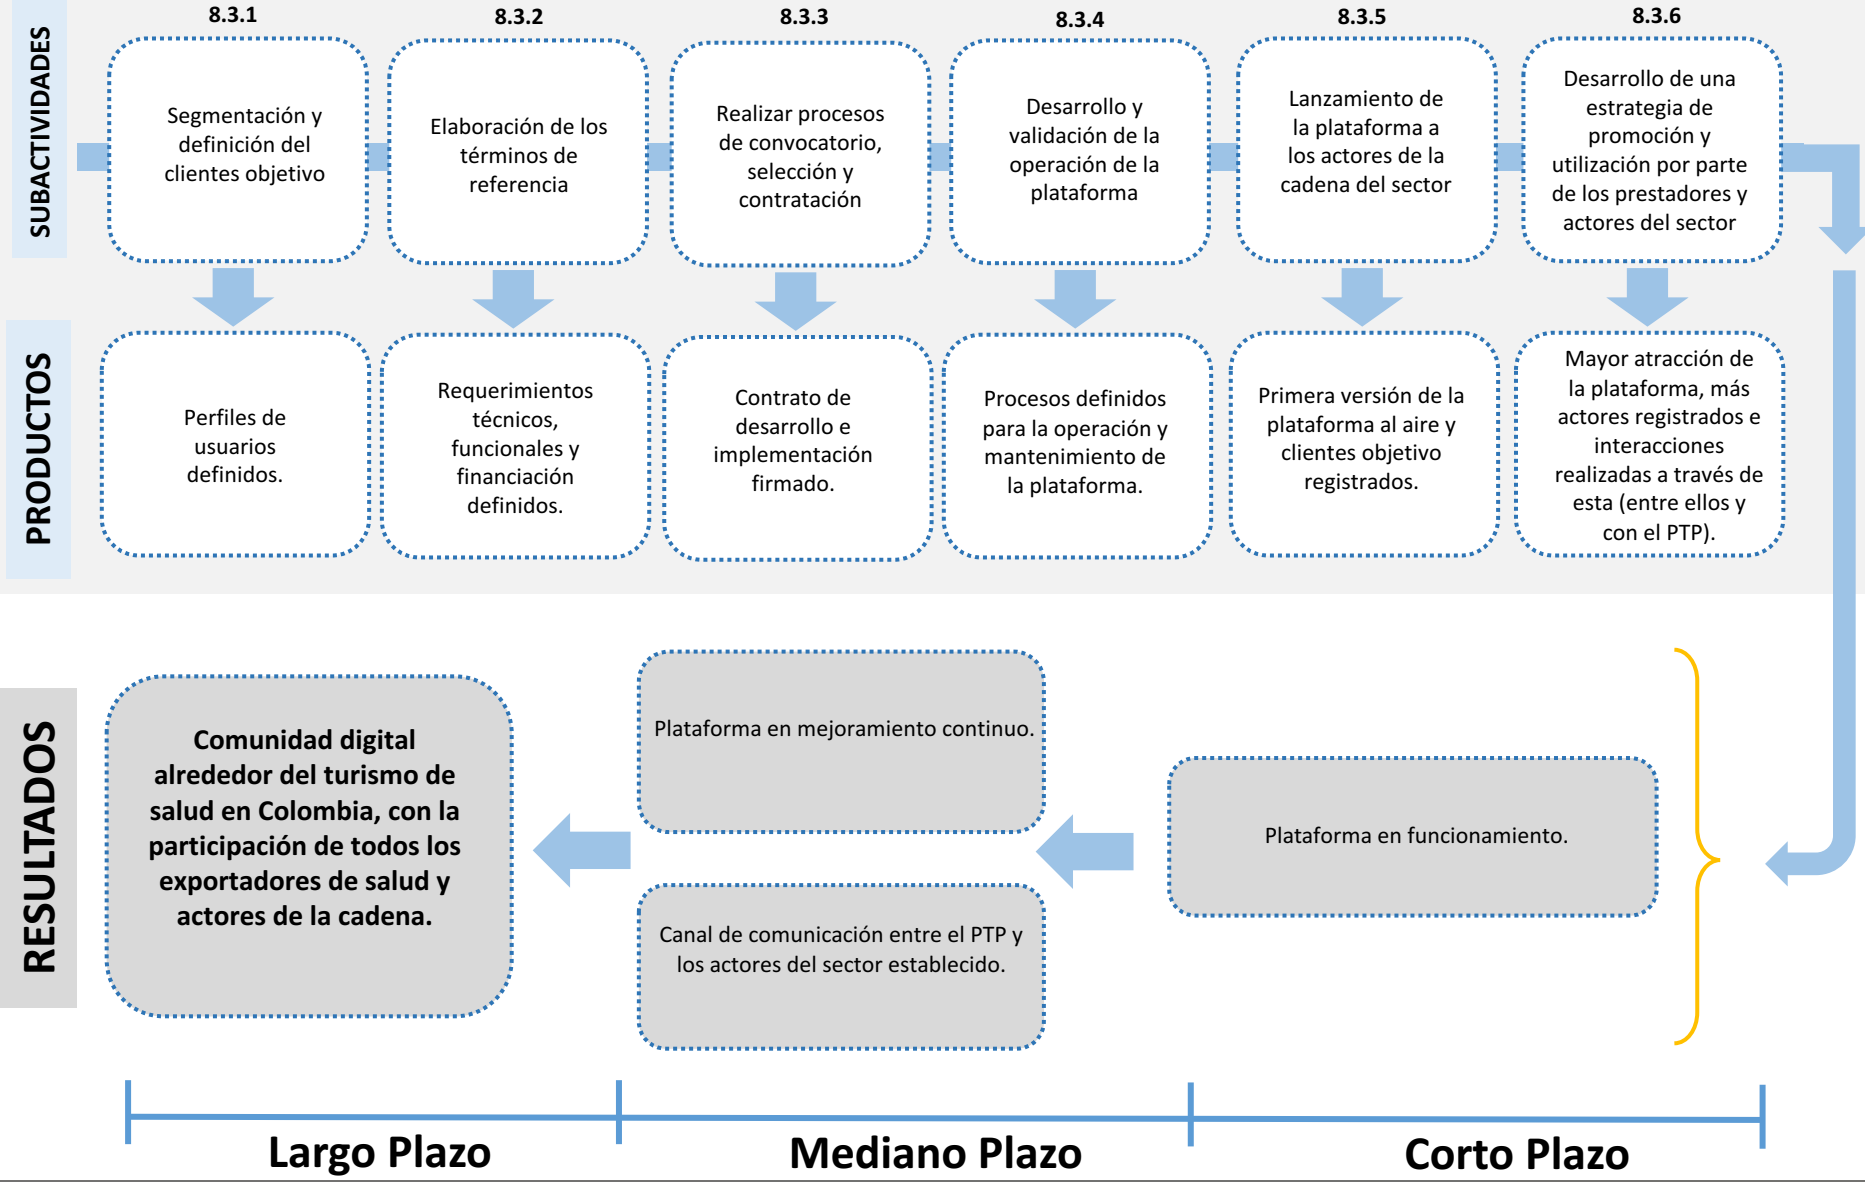 SUBACTIVIDADES
8.3.1
8.3.2
8.3.3
8.3.4
8.3.5
8.3.6
Segmentación y
definición del
clientes objetivo
Elaboración de los
términos de
referencia
Realizar procesos
de convocatorio,
selección y
contratación
Desarrollo y
validación de la
operación de la
plataforma
Lanzamiento de
la plataforma a
los actores de la
cadena del sector
Desarrollo de una
estrategia de
promoción y
utilización por parte
de los prestadores y
actores del sector
PRODUCTOS
Perfiles de
usuarios
definidos.
Requerimientos
técnicos,
funcionales y
financiación
definidos.
Contrato de
desarrollo e
implementación
firmado.
Procesos definidos
para la operación y
mantenimiento de
la plataforma.
Primera versión de la
plataforma al aire y
clientes objetivo
registrados.
Mayor atracción de
la plataforma, más
actores registrados e
interacciones
realizadas a través de
esta (entre ellos y
con el PTP).
RESULTADOS
Comunidad digital
alrededor del turismo de
salud en Colombia, con la
participación de todos los
exportadores de salud y
actores de la cadena.
Plataforma en mejoramiento continuo.
Canal de comunicación entre el PTP y
los actores del sector establecido.
Plataforma en funcionamiento.
Largo Plazo
Mediano Plazo
Corto Plazo